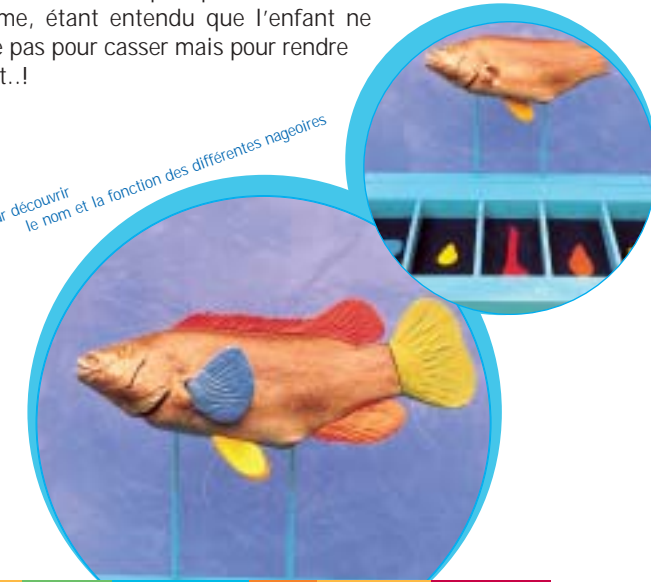 me, étant entendu que l'enfant ne
pas pour casser mais pour rendre
t..!
découvrir
le nom et la fonction des différentes nageoires